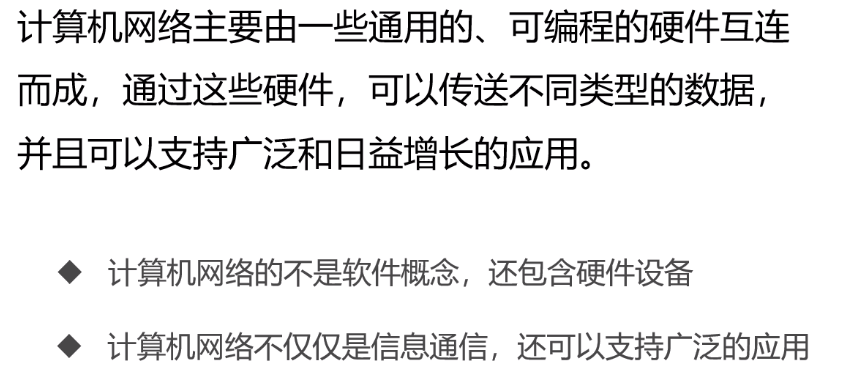 计算机网络主要由一些通用的、可编程的硬件互连
而成，通过这些硬件，可以传送不同类型的数据，
并且可以支持广泛和日益增长的应用。
◆ 计算机网络的不是软件概念，还包含硬件设备
◆ 计算机网络不仅仅是信息通信，还可以支持广泛的应用